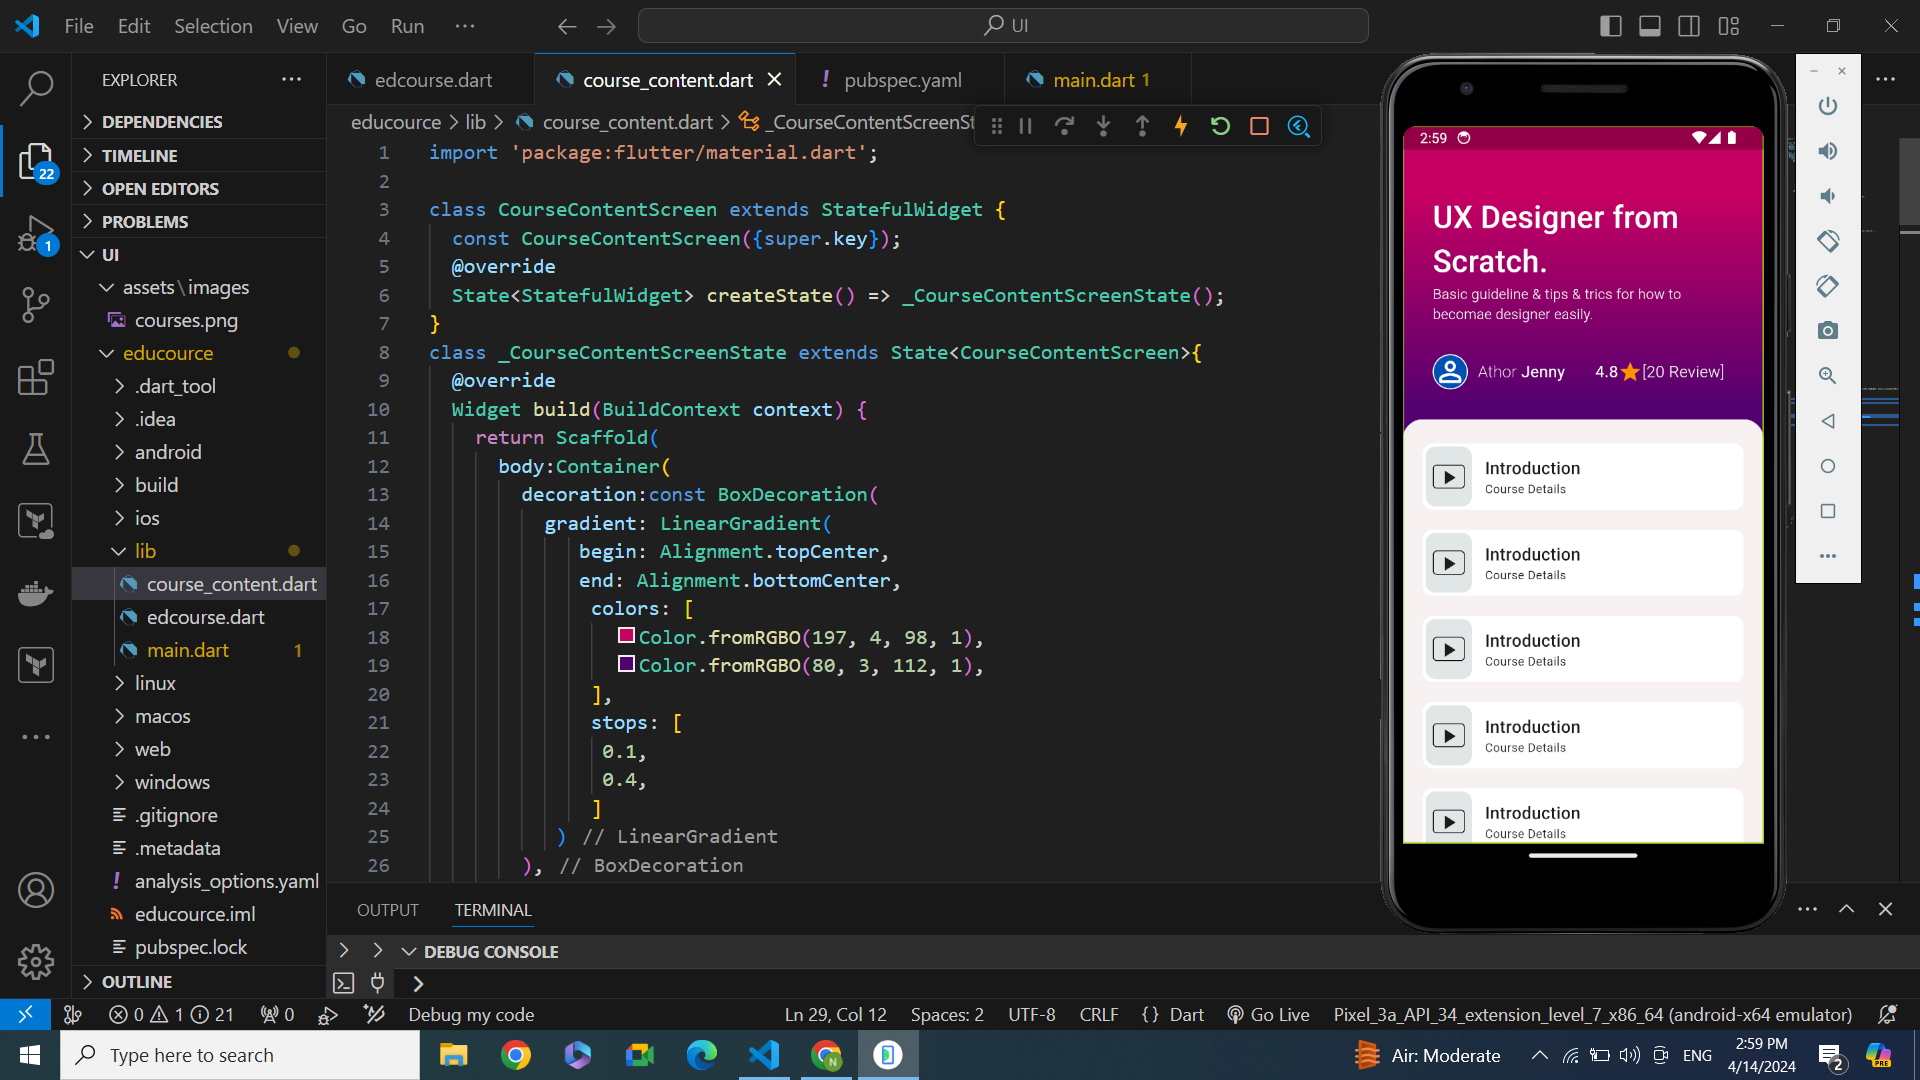 File Edit Selection View Go Run ...
UI
EXPLORER
DEPENDENCIES
TIMELINE
OPEN EDITORS
PROBLEMS
UI
assets\images
courses.png
educource
.dart_tool
.idea
android
build
ios
lib
course_content.dart
edcourse.dart
main.dart 1
linux
macos
web
windows
.gitignore
.metadata
analysis_options.yaml
educource.iml
pubspec.lock
OUTLINE
22
1
edcourse.dart
course_content.dart
! pubspec.yaml
main.dart 1
educource > lib > course_content.dart > _CourseContentScreenSt
1 import 'package:flutter/material.dart';
2
3 class CourseContentScreen extends StatefulWidget {
4 const CourseContentScreen({super.key});
5 @override
6 State<StatefulWidget> createState() => _CourseContentScreenState();
7 }
8 class _CourseContentScreenState extends State<CourseContentScreen>{
9 @override
10 Widget build(BuildContext context) {
11 return Scaffold(
12 body:Container(
13 decoration:const BoxDecoration(
14 gradient: LinearGradient(
15 begin: Alignment.topCenter,
16 end: Alignment.bottomCenter,
17 colors: [
18 Color.fromRGBO(197, 4, 98, 1),
19 Color.fromRGBO(80, 3, 112, 1),
20 ],
21 stops: [
22 0.1,
23 0.4,
24 ]
25 ) // LinearGradient
26 ), // BoxDecoration
OUTPUT TERMINAL
DEBUG CONSOLE
2:59
UX Designer from
Scratch.
Basic guideline & tips & trics for how to
becomae designer easily.
Athor Jenny 4.8 [20 Review]
Introduction
Course Details
Introduction
Course Details
Introduction
Course Details
Introduction
Course Details
Introduction
Course Details
0 1 21 0 Debug my code Ln 29, Col 12 Spaces: 2 UTF-8 CRLF {} Dart Go Live Pixel_3a_API_34_extension_level_7_x86_64 (android-x64 emulator)
Type here to search
N
Air: Moderate
ENG
2:59 PM
4/14/2024
2
PRE